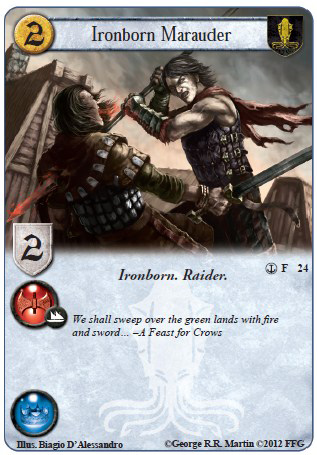 2 Ironborn Marauder
2
Ironborn. Raider.
F 24
We shall sweep over the green lands with fire
and sword... –A Feast for Crows
Illus. Biagio D'Alessandro ©George R.R. Martin ©2012 FFG